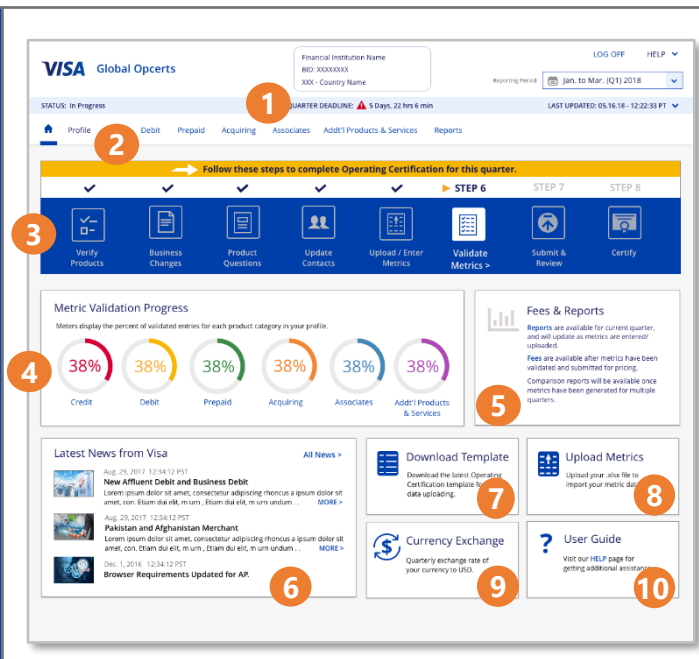 VISA Global Opcerts
Financial Institution Name
BID: XXXXXXXX
XXX - Country Name
LOG OFF HELP
Reporting Period Jan. to Mar. (Q1) 2018
1
STATUS: In Progress QUARTER DEADLINE: 5 Days, 22 hrs 6 min LAST UPDATED: 05.16.18 - 12:22:33 PT
Profile Debit Prepaid Acquiring Associates Addt'l Products & Services Reports
2
Follow these steps to complete Operating Certification for this quarter.
STEP 6 STEP 7 STEP 8
3
Verify Products
Business Changes
Product Questions
Update Contacts
Upload / Enter Metrics
Validate Metrics >
Submit & Review
Certify
Metric Validation Progress
Meters display the percent of validated entries for each product category in your profile.
4
38% 38% 38% 38% 38% 38%
Credit Debit Prepaid Acquiring Associates Addt'l Products
& Services
Fees & Reports
Reports are available for current quarter,
and will update as metrics are entered/
uploaded.
Fees are available after metrics have been
validated and submitted for pricing.
Comparison reports will be available once
metrics have been generated for multiple
quarters.
5
Latest News from Visa All News >
Aug. 29, 2017 12:34:12 PST
New Affluent Debit and Business Debit
Lorem ipsum dolor sit amet, consectetur adipiscing rhoncus a ipsum dolor sit
amet, con. Etiam dui elit, m urn , Etiam dui elit, m urn undum . . MORE >
Aug. 29, 2017 12:34:12 PST
Pakistan and Afghanistan Merchant
Lorem ipsum dolor sit amet, consectetur adipiscing rhoncus a ipsum dolor sit
amet, con. Etiam dui elit, m urn , Etiam dui elit, m urn undum . . MORE >
Dec. 1, 2016 12:34:12 PST
Browser Requirements Updated for AP.
6
Download Template
Download the latest Operating
Certification template for
data uploading.
7
Upload Metrics
Upload your .xlsx file to
import your metric data
8
Currency Exchange
Quarterly exchange rate of
your currency to USD.
9
User Guide
Visit our HELP page for
getting additional assistance
10